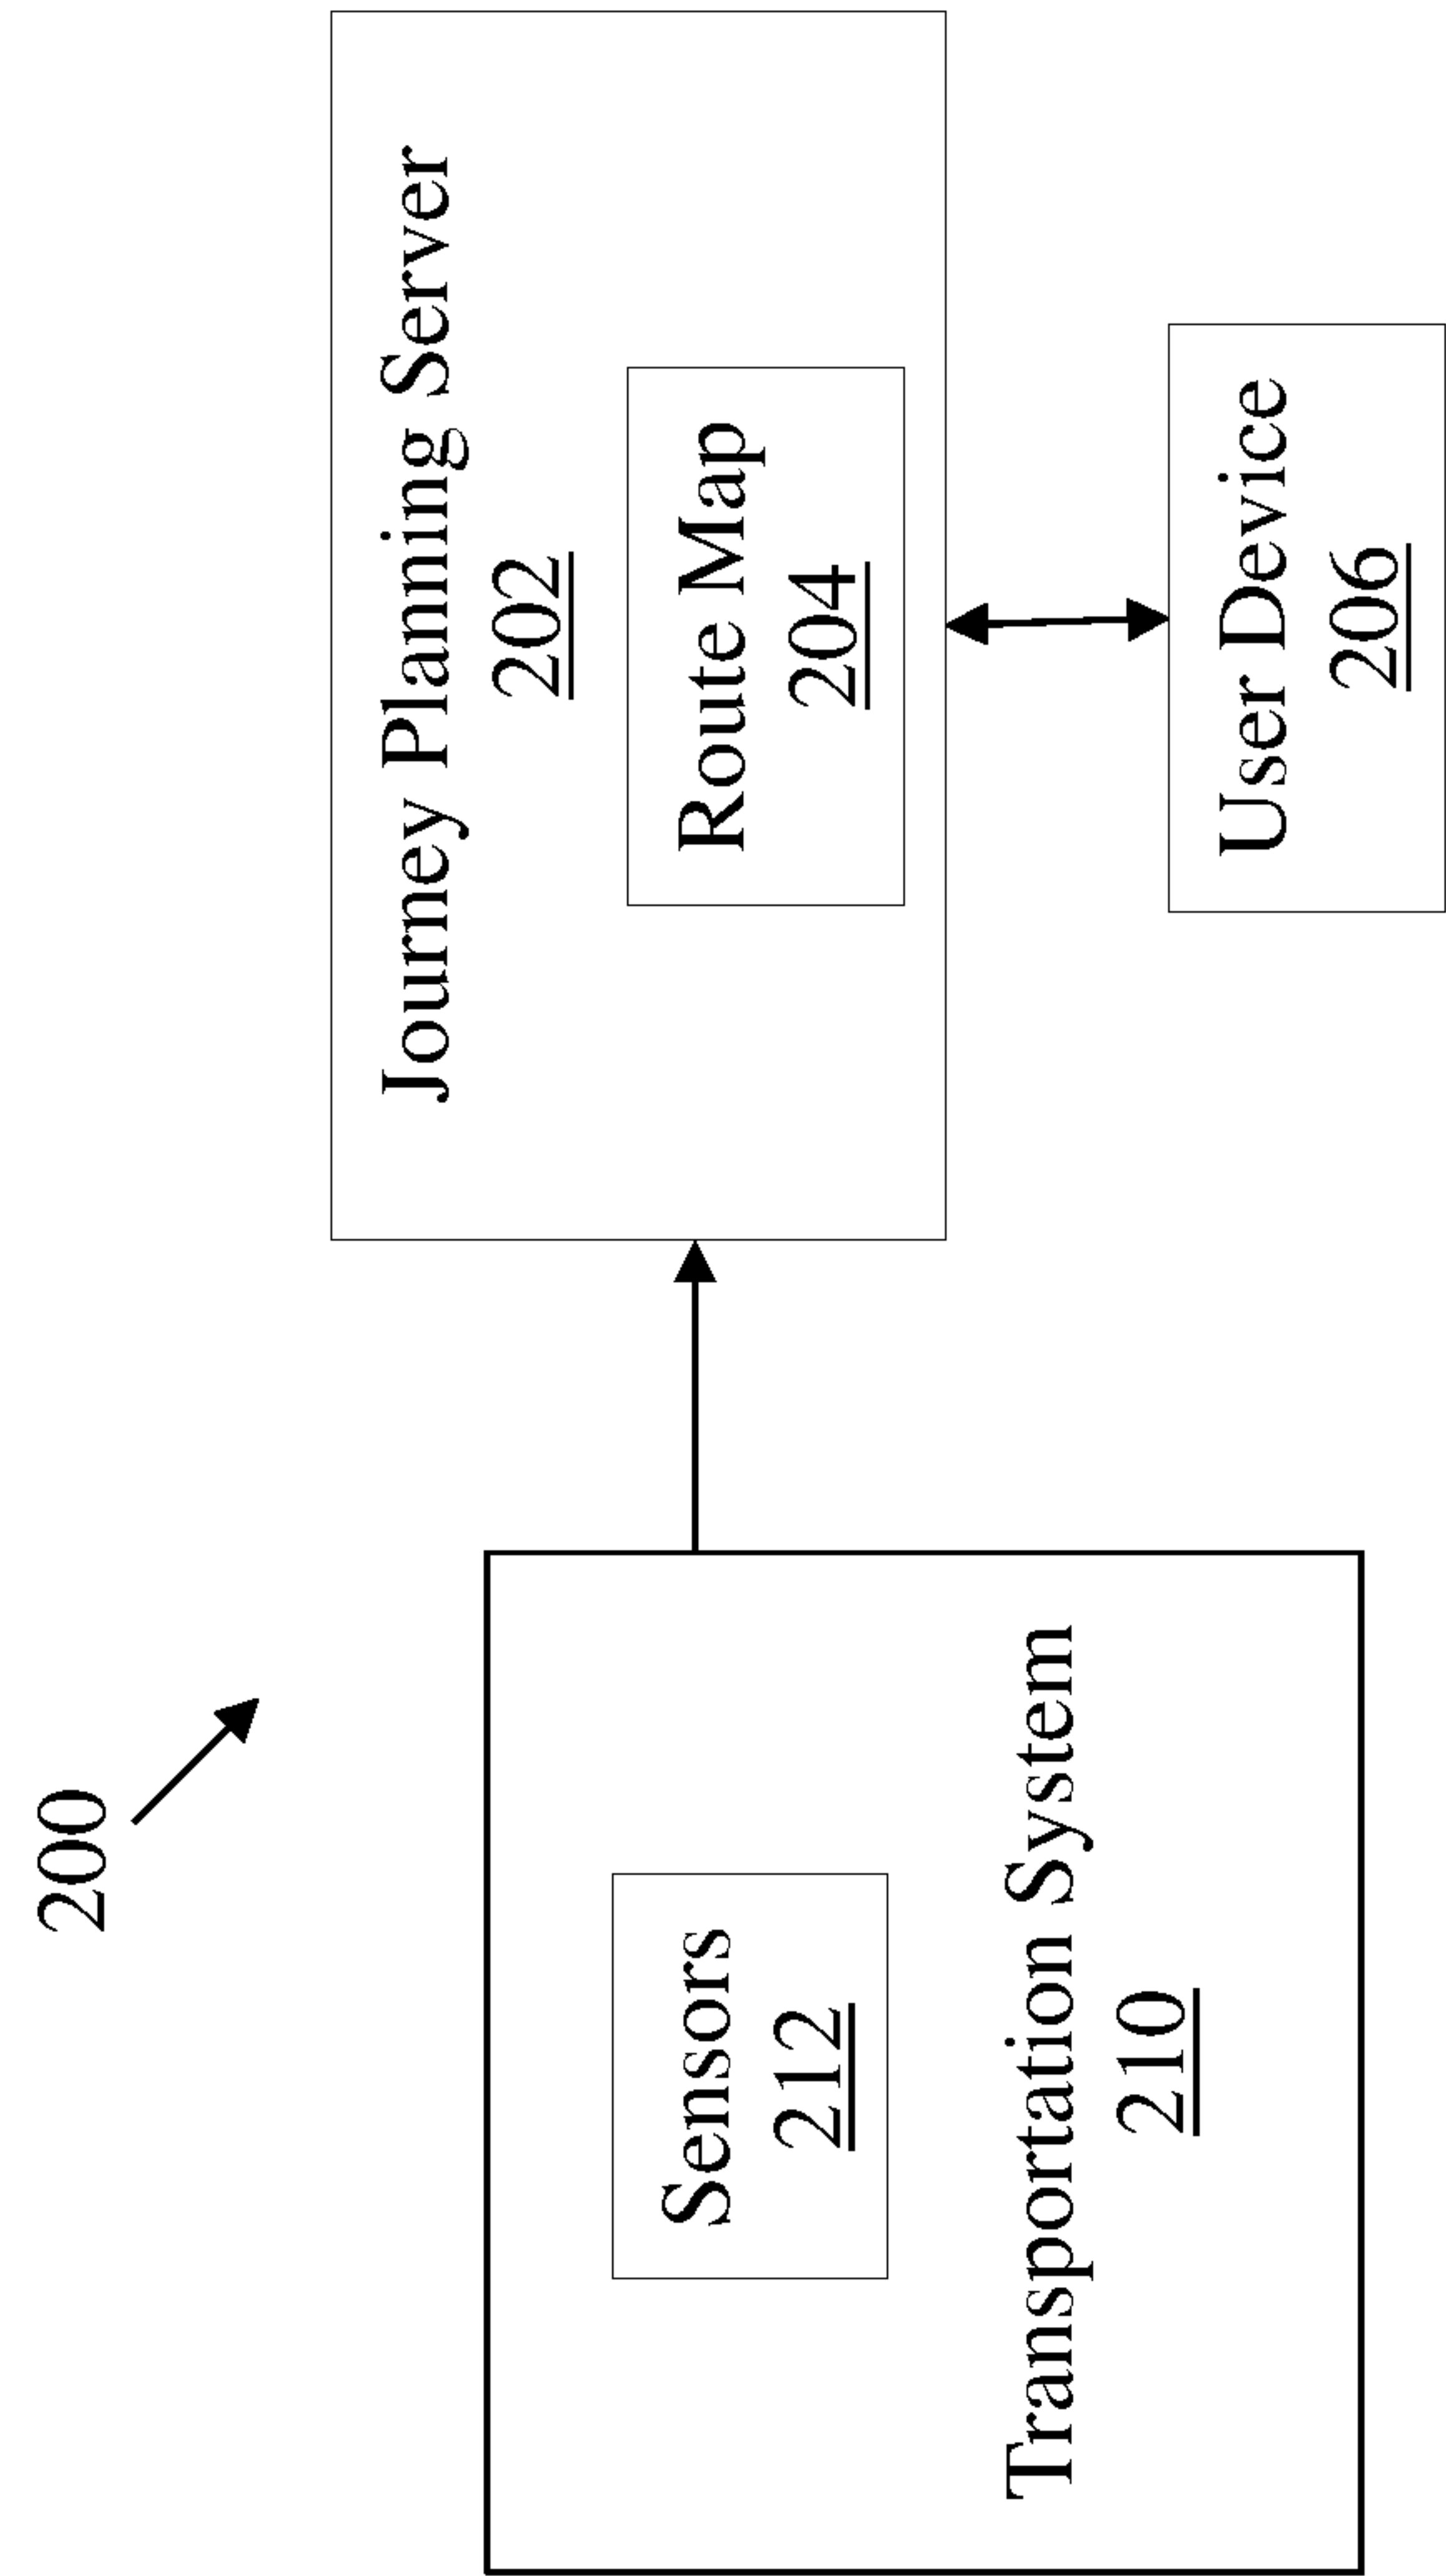 200
Sensors
212
Transportation System
210
Journey Planning Server
202
Route Map
204
User Device
206